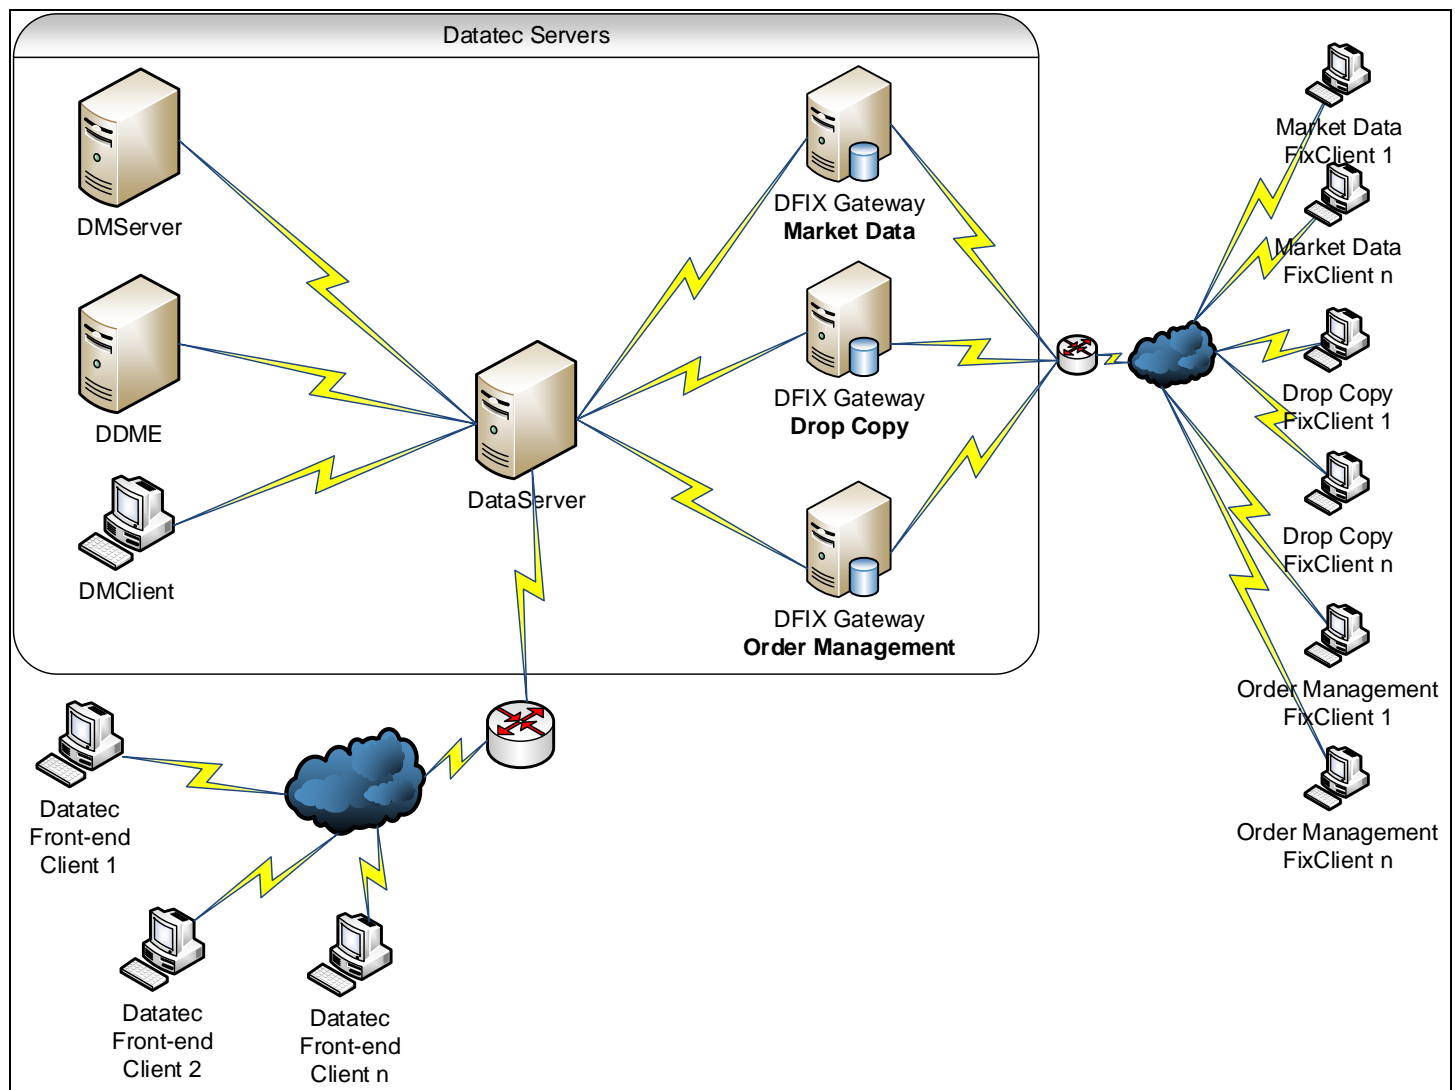 Datatec Servers
DMServer
DDME
DMClient
DataServer
DFIX Gateway
Market Data
DFIX Gateway
Drop Copy
DFIX Gateway
Order Management
Market Data
FixClient 1
Market Data
FixClient n
Drop Copy
FixClient 1
Drop Copy
FixClient n
Order Management
FixClient 1
Order Management
FixClient n
Datatec
Front-end
Client 1
Datatec
Front-end
Client 2
Datatec
Front-end
Client n